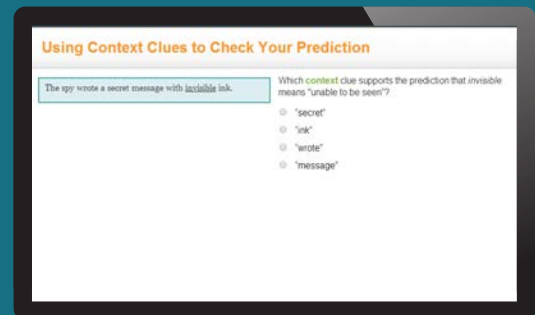 Using Context Clues to Check Your Prediction
The spy wrote a secret message with invisible ink.
Which context clue supports the prediction that invisible
means "unable to be seen"?
"secret"
"ink"
"wrote"
"message"